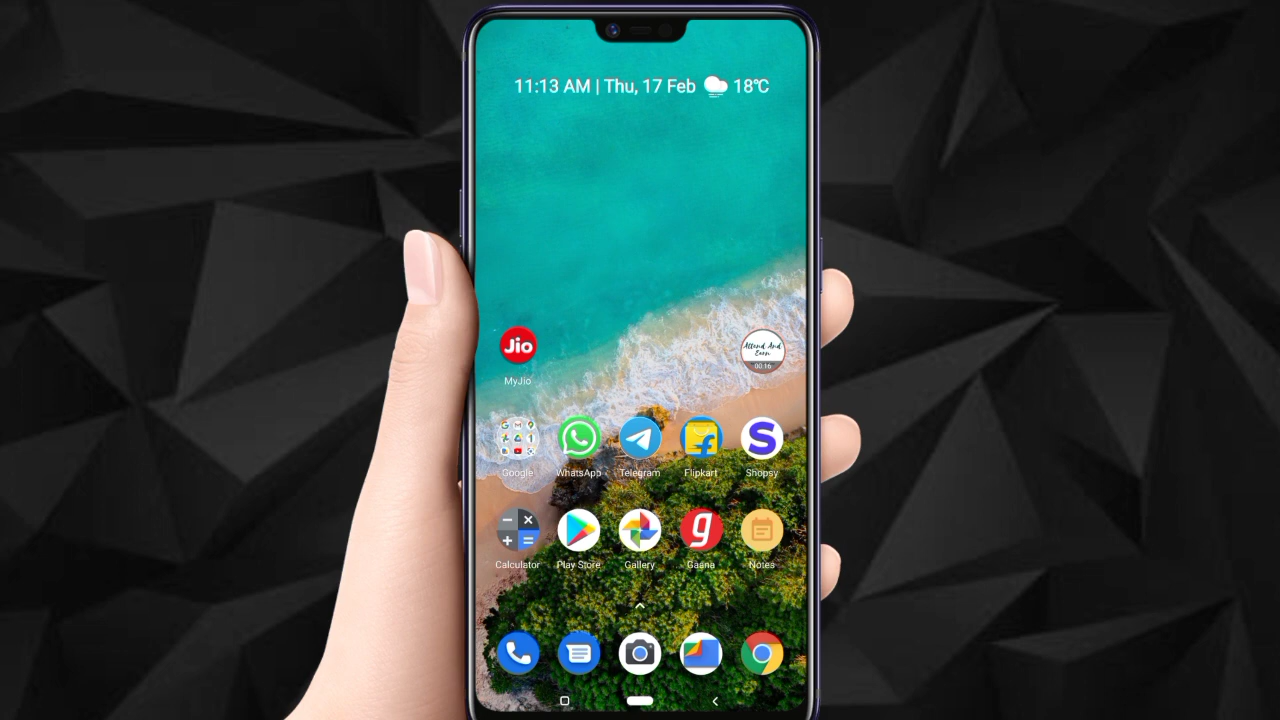 11:13 AM | Thu, 17 Feb 18°C
Jio
MyJio
Attend And
Earn
00:16
Google
WhatsApp
Telegram
Flipkart
S
Shopsy
Calculator
Play Store
Gallery
g
Gaana
Notes